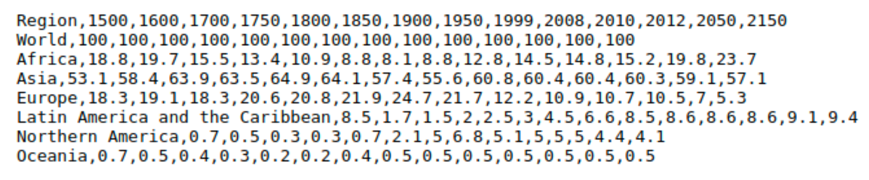 Region,1500,1600,1700,1750,1800,1850,1900,1950,1999,2008,2010,2012,2050,2150
World,100,100,100,100,100,100,100,100,100,100,100,100,100,100
Africa,18.8,19.7,15.5,13.4,10.9,8.8,8.1,8.8,12.8,14.5,14.8,15.2,19.8,23.7
Asia,53.1,58.4,63.9,63.5,64.9,64.1,57.4,55.6,60.8,60.4,60.4,60.3,59.1,57.1
Europe,18.3,19.1,18.3,20.6,20.8,21.9,24.7,21.7,12.2,10.9,10.7,10.5,7,5.3
Latin America and the Caribbean,8.5,1.7,1.5,2,2.5,3,4.5,6.6,8.5,8.6,8.6,8.6,9.1,9.4
Northern America,0.7,0.5,0.3,0.3,0.7,2.1,5,6.8,5.1,5,5,5,4.4,4.1
Oceania,0.7,0.5,0.4,0.3,0.2,0.2,0.4,0.5,0.5,0.5,0.5,0.5,0.5,0.5